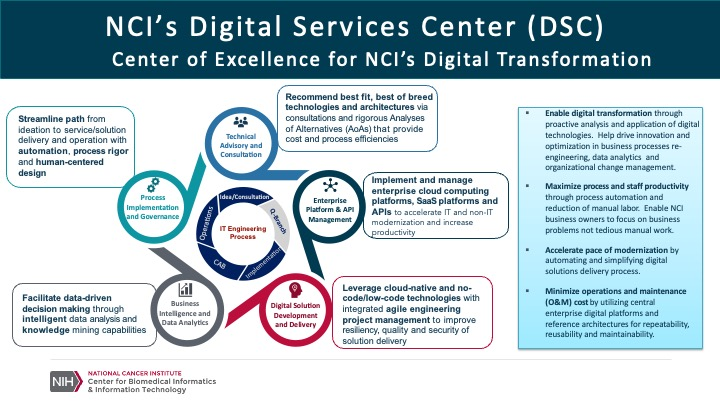 NCI's Digital Services Center (DSC)
Center of Excellence for NCI's Digital Transformation
Streamline path from
ideation to service/solution
delivery and operation with
automation, process rigor
and human-centered
design
Recommend best fit, best of breed
technologies and architectures via
consultations and rigorous Analyses
of Alternatives (AoAs) that provide
cost and process efficiencies
Technical
Advisory and
Consultation
Process
Implementation
and Governance
Enterprise
Platform & API
Management
Implement and manage
enterprise cloud computing
platforms, SaaS platforms and
APIs to accelerate IT and non-IT
modernization and increase
productivity
Idea/Consultation
Q-Branch
Implementation
CAB
Operations
IT Engineering
Process
Facilitate data-driven
decision making through
intelligent data analysis and
knowledge mining capabilities
Business
Intelligence and
Data Analytics
Digital Solution
Development
and Delivery
Leverage cloud-native and no-
code/low-code technologies with
integrated agile engineering
project management to improve
resiliency, quality and security of
solution delivery
▪ Enable digital transformation through
proactive analysis and application of digital
technologies. Help drive innovation and
optimization in business processes re-
engineering, data analytics and
organizational change management.
▪ Maximize process and staff productivity
through process automation and
reduction of manual labor. Enable NCI
business owners to focus on business
problems not tedious manual work.
▪ Accelerate pace of modernization by
automating and simplifying digital
solutions delivery process.
▪ Minimize operations and maintenance
(O&M) cost by utilizing central
enterprise digital platforms and
reference architectures for repeatability,
reusability and maintainability.
NIH
NATIONAL CANCER INSTITUTE
Center for Biomedical Informatics
& Information Technology